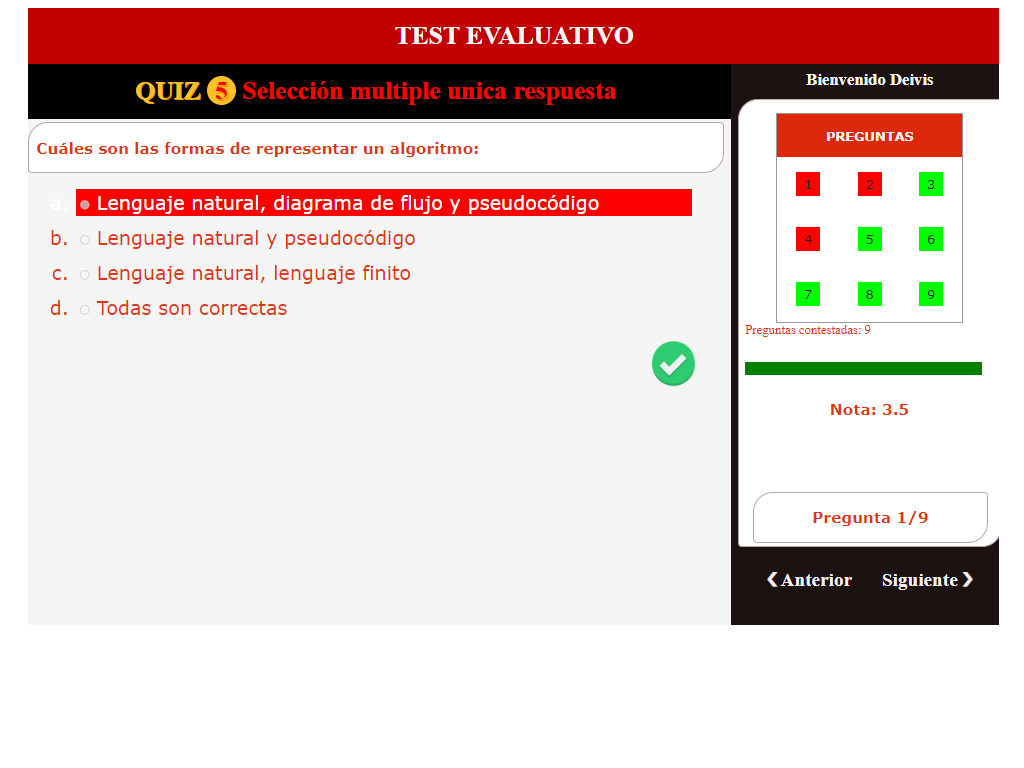 TEST EVALUATIVO
QUIZ 5 Selección multiple unica respuesta
Cuáles son las formas de representar un algoritmo:
a. Lenguaje natural, diagrama de flujo y pseudocódigo
b. Lenguaje natural y pseudocódigo
c. Lenguaje natural, lenguaje finito
d. Todas son correctas
Bienvenido Deivis
PREGUNTAS
1 2 3
4 5 6
7 8 9
Preguntas contestadas: 9
Nota: 3.5
Pregunta 1/9
❮Anterior Siguiente❯